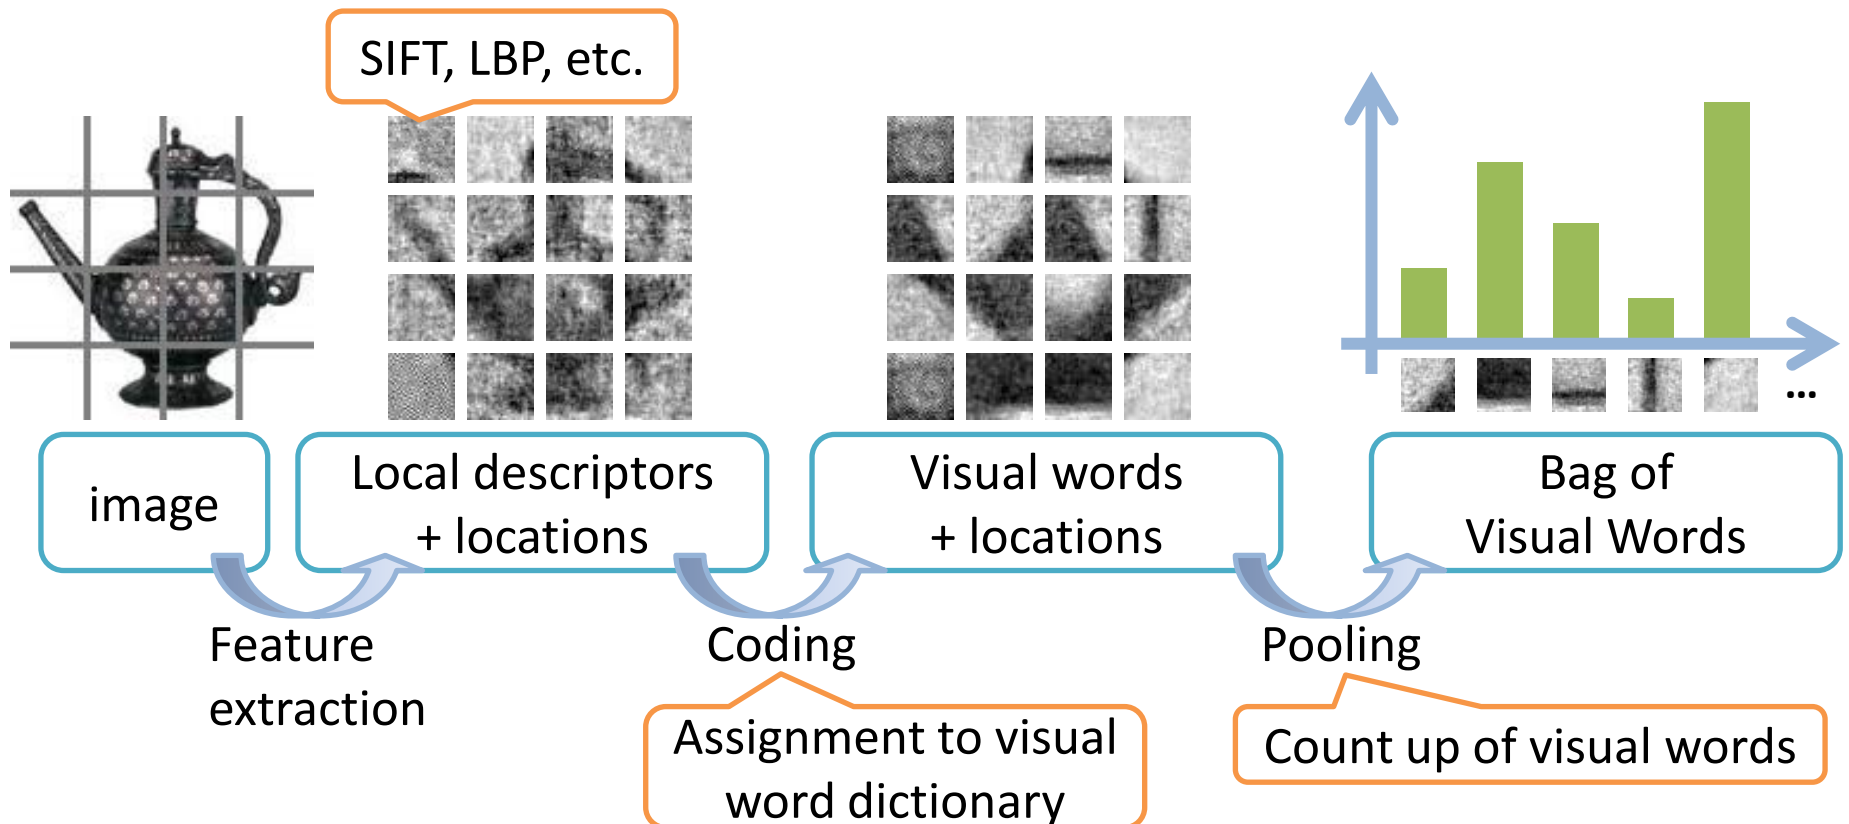 SIFT, LBP, etc.
image
Local descriptors
+ locations
Visual words
+ locations
Bag of
Visual Words
...
Feature
extraction
Coding
Pooling
Assignment to visual
word dictionary
Count up of visual words